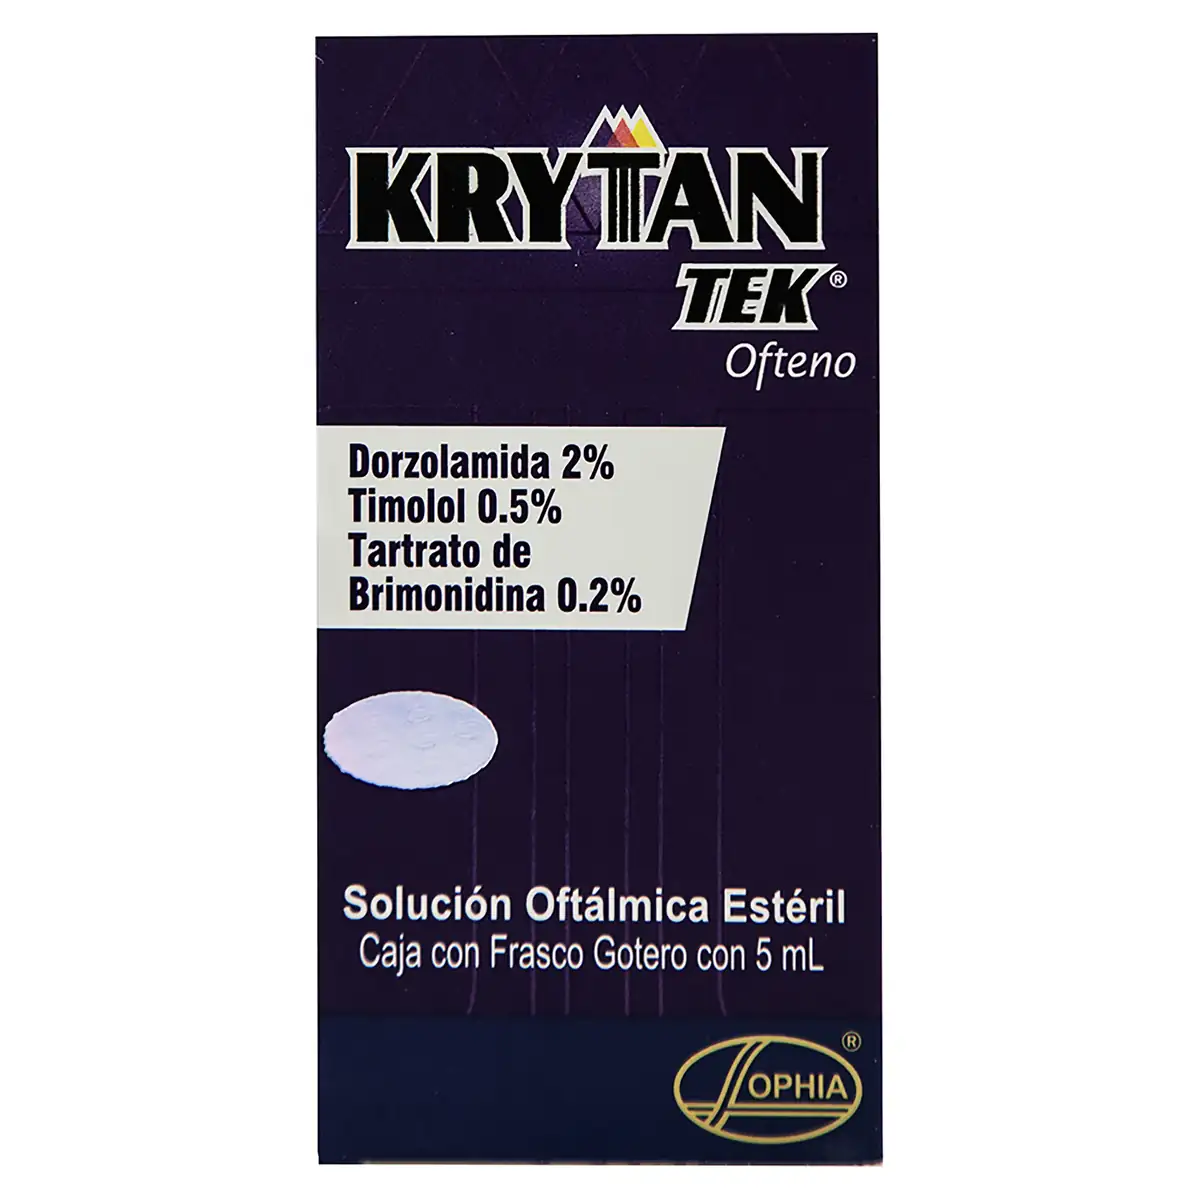 KRYTAN
TEK®
Ofteno
Dorzolamida 2%
Timolol 0.5%
Tartrato de
Brimonidina 0.2%
Solución Oftálmica Estéril
Caja con Frasco Gotero con 5 mL
SOPHIA®